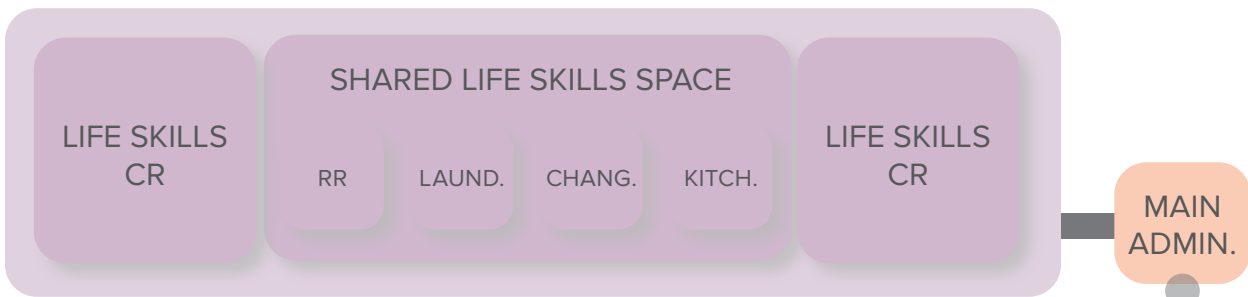 LIFE SKILLS
CR
SHARED LIFE SKILLS SPACE
RR
LAUND.
CHANG.
KITCH.
LIFE SKILLS
CR
MAIN
ADMIN.